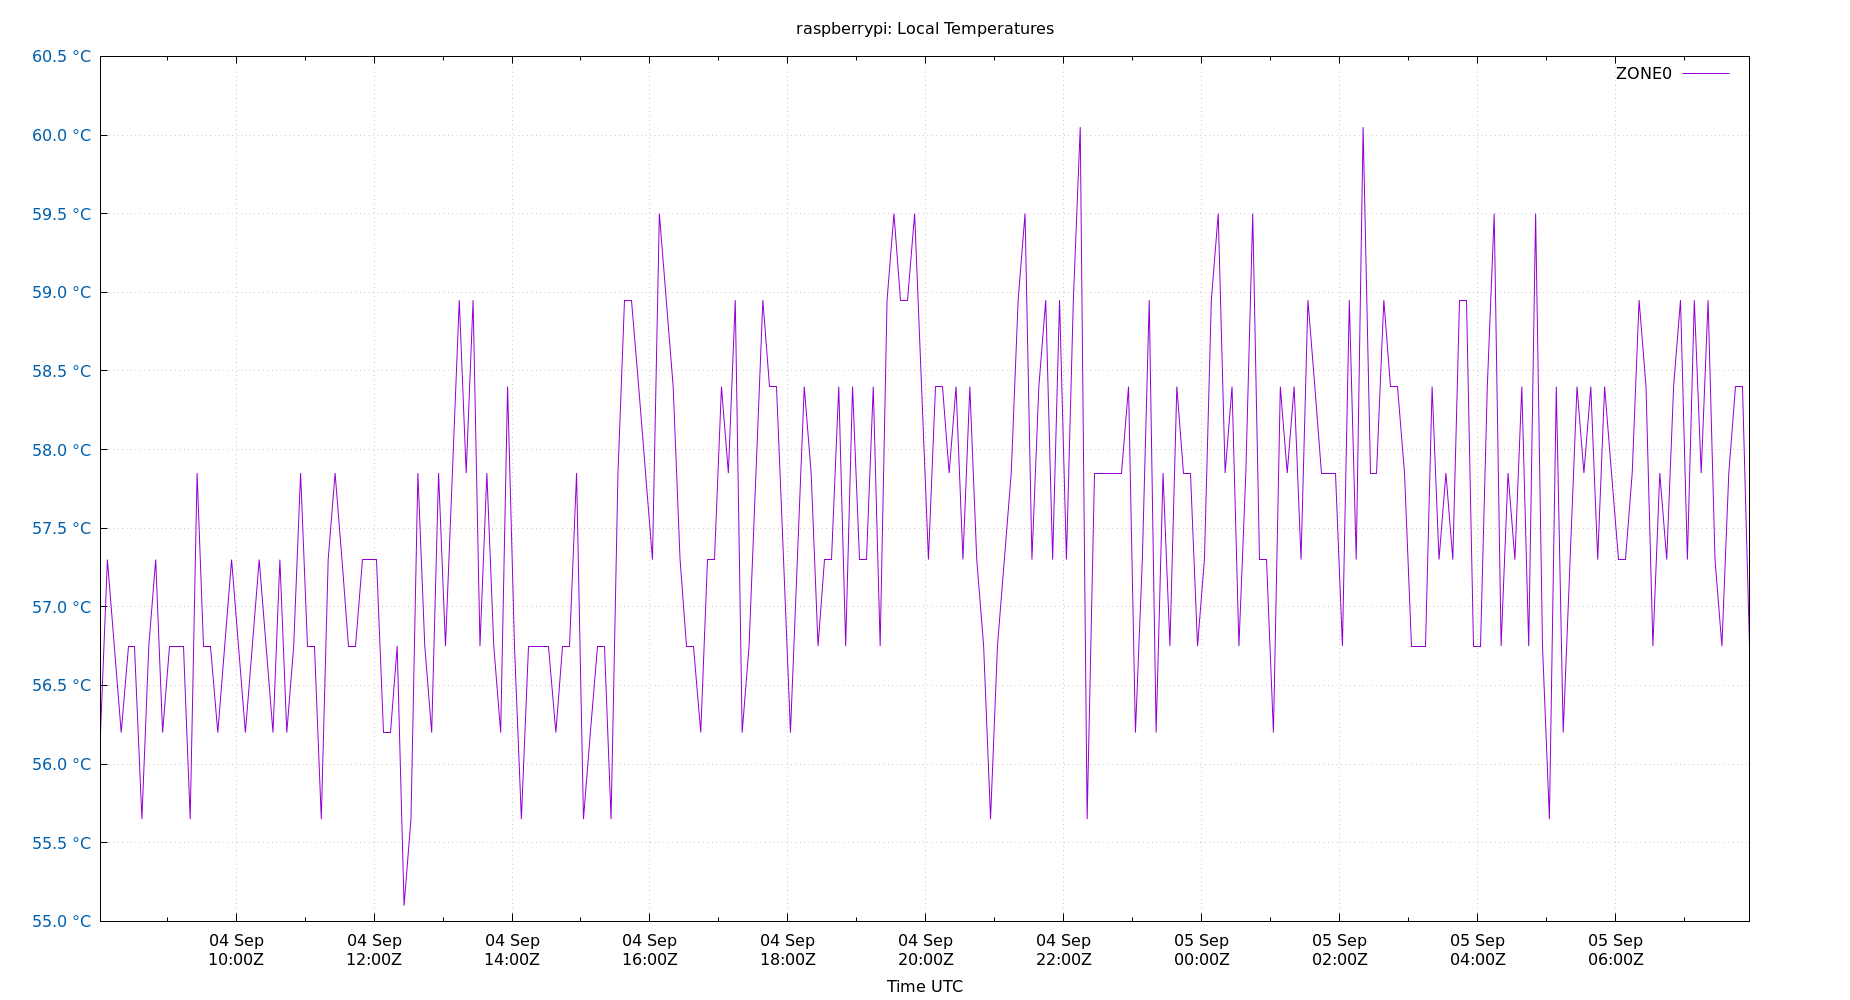 raspberrypi: Local Temperatures
60.5 °C
ZONE0
60.0 °C
59.5 °C
59.0 °C
58.5 °C
58.0 °C
57.5 °C
57.0 °C
56.5 °C
56.0 °C
55.5 °C
55.0 °C
04 Sep 04 Sep 04 Sep 04 Sep 04 Sep 04 Sep 04 Sep 05 Sep 05 Sep 05 Sep 05 Sep
10:00Z 12:00Z 14:00Z 16:00Z 18:00Z 20:00Z 22:00Z 00:00Z 02:00Z 04:00Z 06:00Z
Time UTC